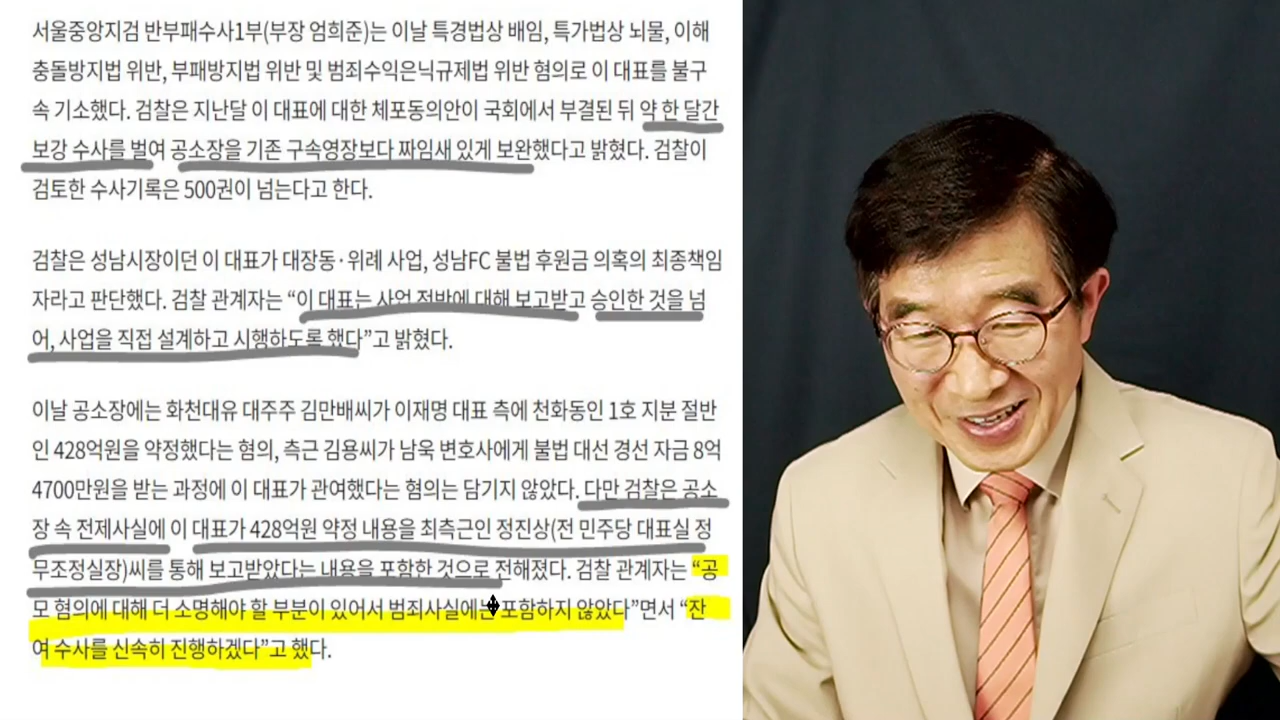 서울중앙지검 반부패수사1부(부장 엄희준)는 이날 특경법상 배임, 특가법상 뇌물, 이해
충돌방지법 위반, 부패방지법 위반 및 범죄수익은닉규제법 위반 혐의로 이 대표를 불구
속 기소했다. 검찰은 지난달 이 대표에 대한 체포동의안이 국회에서 부결된 뒤 약 한 달간
보강 수사를 벌여 공소장을 기존 구속영장보다 짜임새 있게 보완했다고 밝혔다. 검찰이
검토한 수사기록은 500권이 넘는다고 한다.
검찰은 성남시장이던 이 대표가 대장동·위례 사업, 성남FC 불법 후원금 의혹의 최종책임
자라고 판단했다. 검찰 관계자는 “이 대표는 사업 전반에 대해 보고받고 승인한 것을 넘
어, 사업을 직접 설계하고 시행하도록 했다”고 밝혔다.
이날 공소장에는 화천대유 대주주 김만배씨가 이재명 대표 측에 천화동인 1호 지분 절반
인 428억원을 약정했다는 혐의, 측근 김용씨가 남욱 변호사에게 불법 대선 경선 자금 8억
4700만원을 받는 과정에 이 대표가 관여했다는 혐의는 담기지 않았다. 다만 검찰은 공소
장 속 전제사실에 이 대표가 428억원 약정 내용을 최측근인 정진상(전 민주당 대표실 정
무조정실장)씨를 통해 보고받았다는 내용을 포함한 것으로 전해졌다. 검찰 관계자는 “공
모 혐의에 대해 더 소명해야 할 부분이 있어서 범죄사실에는 포함하지 않았다”면서 “잔
여 수사를 신속히 진행하겠다”고 했다.